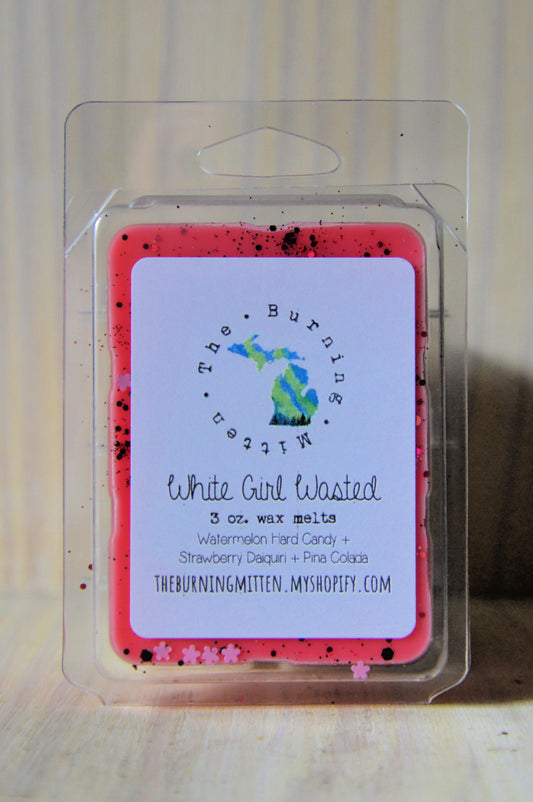 The • Burning • Mitten •
White Girl Wasted
3 oz. wax melts
Watermelon Hard Candy +
Strawberry Daiquiri + Pina Colada
THEBURNINGMITTEN.MYSHOPIFY.COM